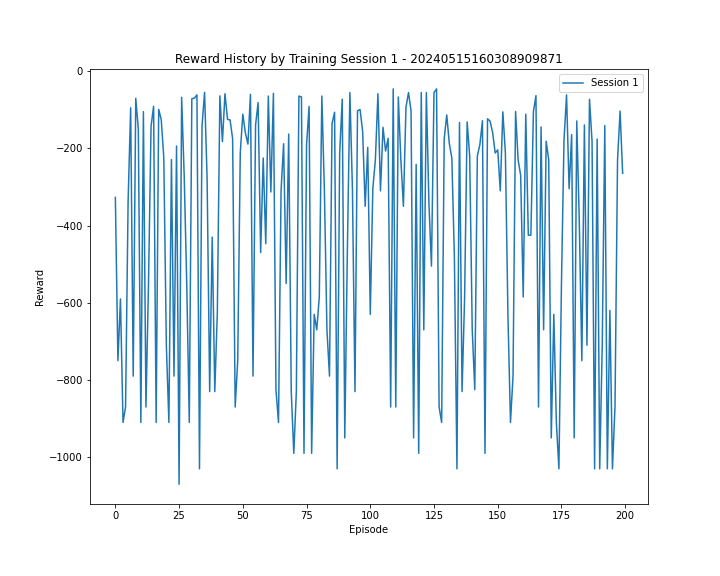 Reward History by Training Session 1 - 20240515160308909871
Session 1
0
−200
−400
−600
−800
−1000
Reward
0 25 50 75 100 125 150 175 200
Episode